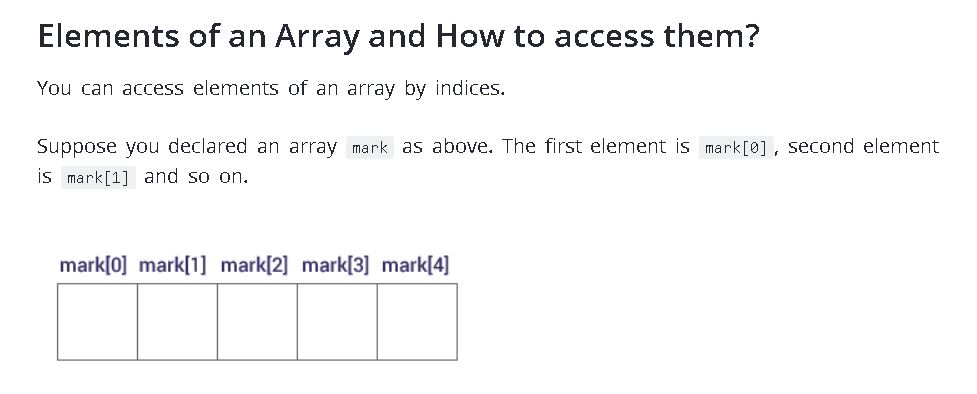 Elements of an Array and How to access them?
You can access elements of an array by indices.
Suppose you declared an array mark as above. The first element is mark[0], second element
is mark[1] and so on.
mark[0] mark[1] mark[2] mark[3] mark[4]